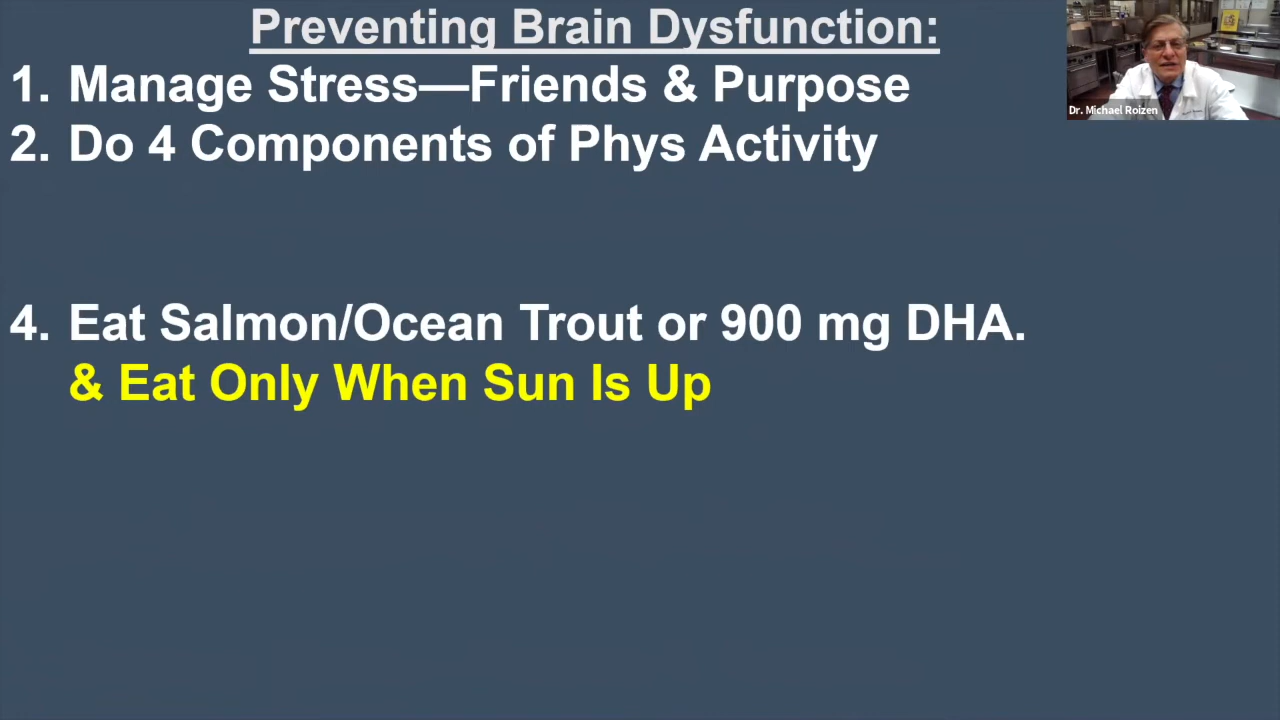 Preventing Brain Dysfunction:
1. Manage Stress—Friends & Purpose
2. Do 4 Components of Phys Activity
4. Eat Salmon/Ocean Trout or 900 mg DHA.
& Eat Only When Sun Is Up
Dr. Michael Roizen